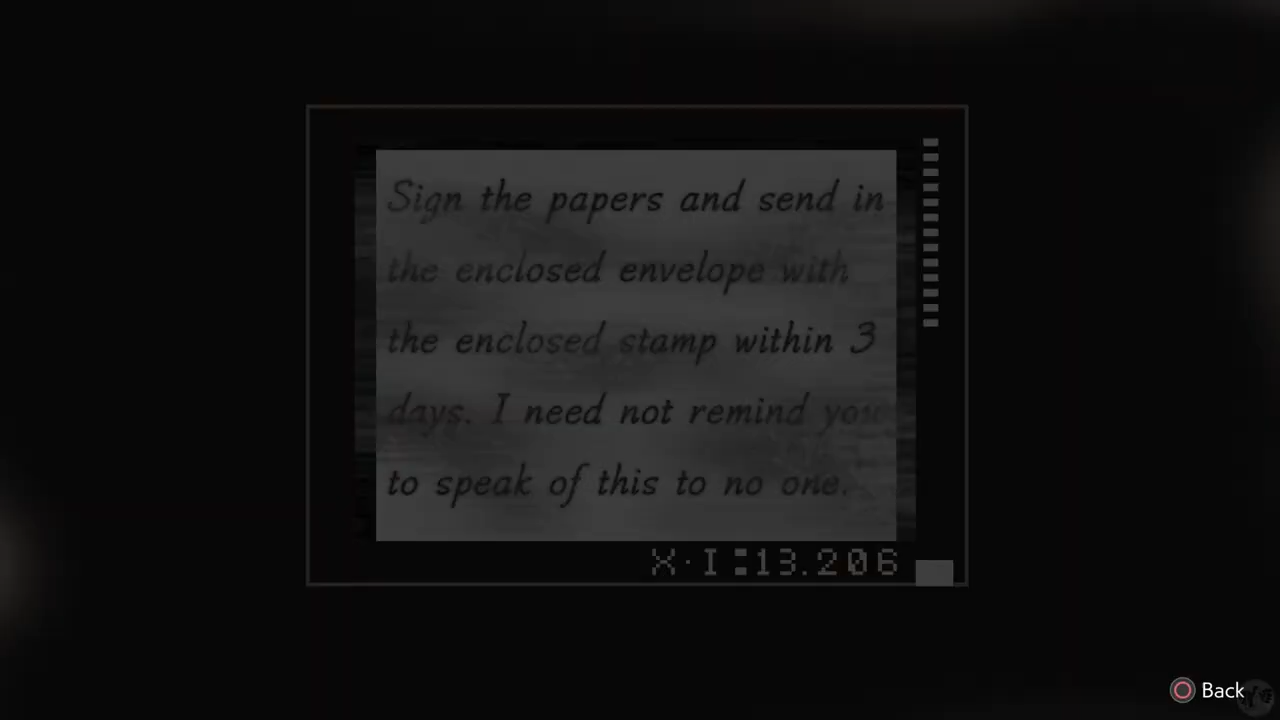 Sign the papers and send in
the enclosed envelope with
the enclosed stamp within 3
days. I need not remind you
to speak of this to no one.
X·I:13.206
Back